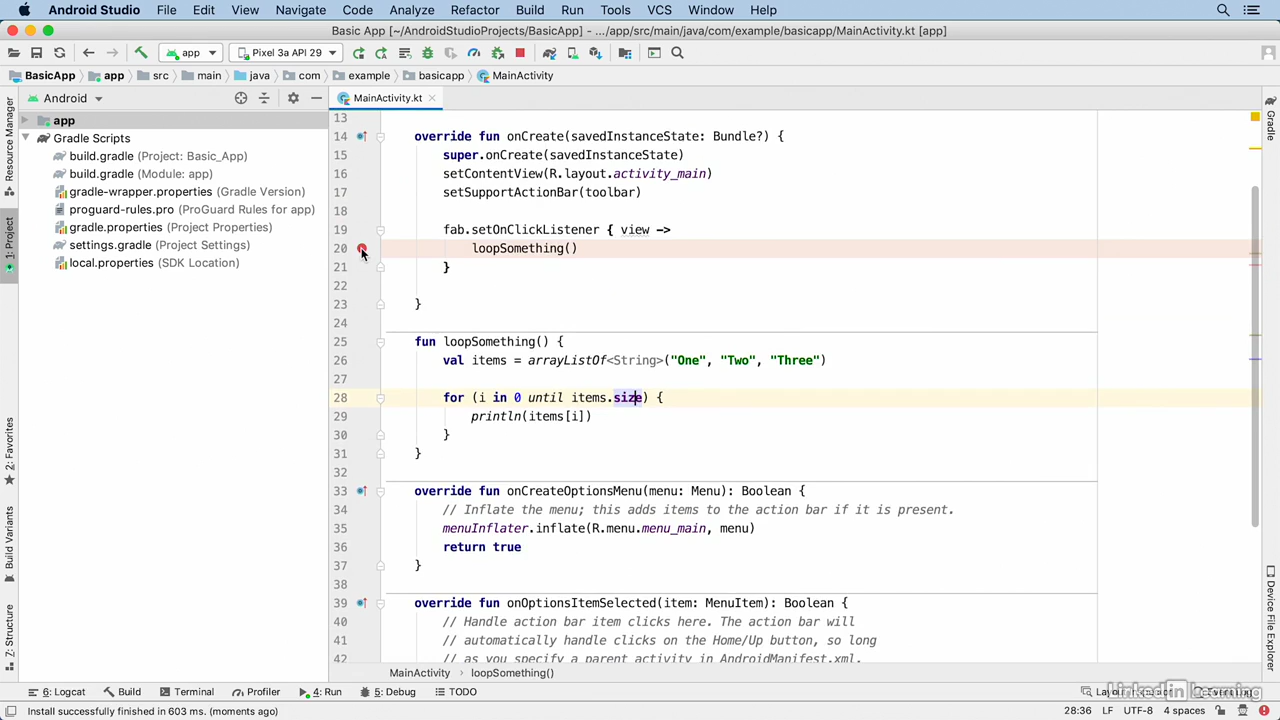 Android Studio File Edit View Navigate Code Analyze Refactor Build Run Tools VCS Window Help
Basic App [~/AndroidStudioProjects/BasicApp] - .../app/src/main/java/com/example/basicapp/MainActivity.kt [app]
app Pixel 3a API 29
BasicApp app src main java com example basicapp MainActivity
Android MainActivity.kt
app
Gradle Scripts
build.gradle (Project: Basic_App)
build.gradle (Module: app)
gradle-wrapper.properties (Gradle Version)
proguard-rules.pro (ProGuard Rules for app)
gradle.properties (Project Properties)
settings.gradle (Project Settings)
local.properties (SDK Location)
Resource Manager
1: Project
2: Favorites
Build Variants
7: Structure
13
14 override fun onCreate(savedInstanceState: Bundle?) {
15 super.onCreate(savedInstanceState)
16 setContentView(R.layout.activity_main)
17 setSupportActionBar(toolbar)
18
19 fab.setOnClickListener { view ->
20 loopSomething()
21 }
22
23 }
24
25 fun loopSomething() {
26 val items = arrayListOf<String>("One", "Two", "Three")
27
28 for (i in 0 until items.size) {
29 println(items[i])
30 }
31 }
32
33 override fun onCreateOptionsMenu(menu: Menu): Boolean {
34 // Inflate the menu; this adds items to the action bar if it is present.
35 menuInflater.inflate(R.menu.menu_main, menu)
36 return true
37 }
38
39 override fun onOptionsItemSelected(item: MenuItem): Boolean {
40 // Handle action bar item clicks here. The action bar will
41 // automatically handle clicks on the Home/Up button, so long
42 // as you specify a parent activity in AndroidManifest.xml.
Gradle
Device File Explorer
MainActivity loopSomething()
6: Logcat Build Terminal Profiler 4: Run 5: Debug TODO
LinkedIn Learning
Install successfully finished in 603 ms. (moments ago) 28:36 LF UTF-8 4 spaces